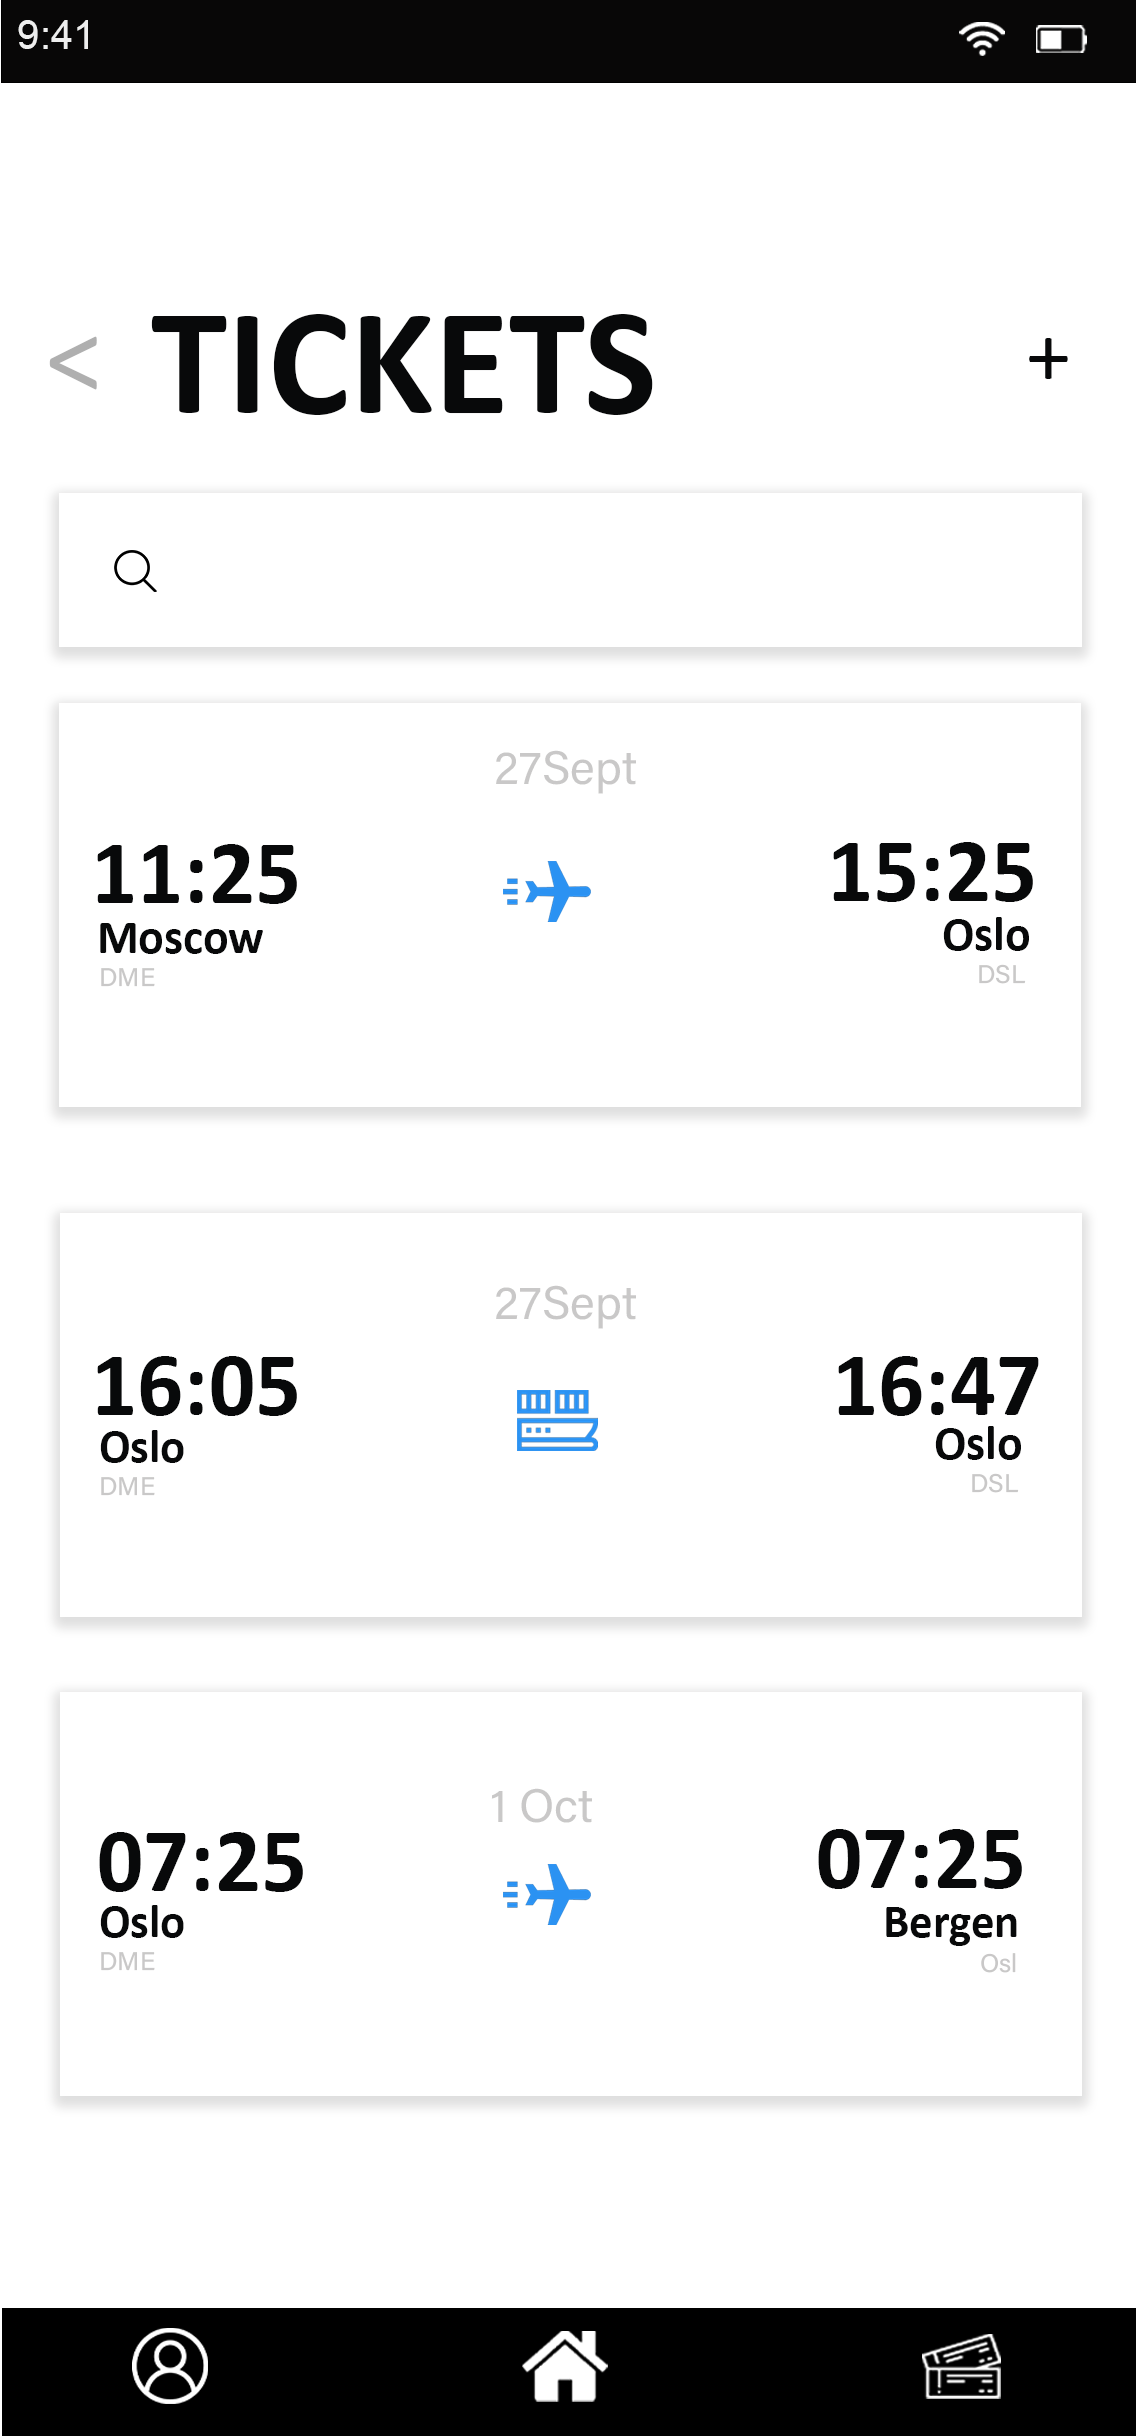 9:41
< TICKETS +
27Sept
11:25 15:25
Moscow Oslo
DME DSL
27Sept
16:05 16:47
Oslo Oslo
DME DSL
1 Oct
07:25 07:25
Oslo Bergen
DME Osl